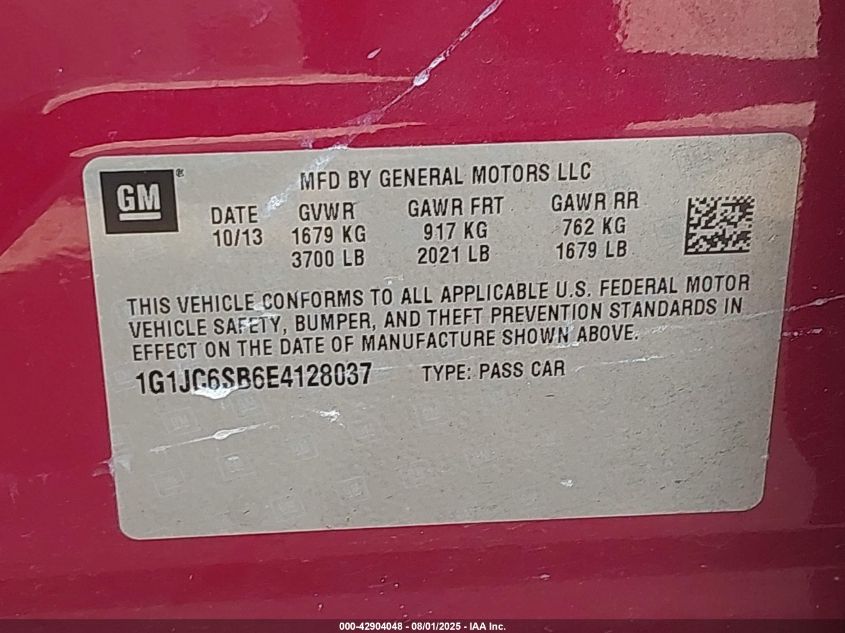 GM ®
MFD BY GENERAL MOTORS LLC
DATE GVWR GAWR FRT GAWR RR
10/13 1679 KG 917 KG 762 KG
3700 LB 2021 LB 1679 LB
THIS VEHICLE CONFORMS TO ALL APPLICABLE U.S. FEDERAL MOTOR
VEHICLE SAFETY, BUMPER, AND THEFT PREVENTION STANDARDS IN
EFFECT ON THE DATE OF MANUFACTURE SHOWN ABOVE.
1G1JC6SB6E4128037 TYPE: PASS CAR
000-42904048 - 08/01/2025 - IAA Inc.